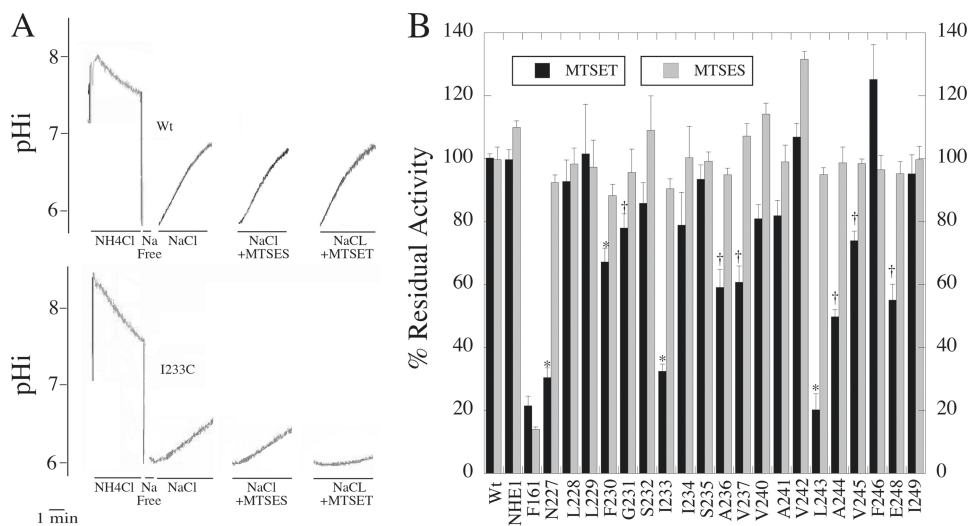 A
8
7
6
pHi
Wt
NH4Cl Na Free NaCl NaCl +MTSES NaCL +MTSET
8
7
6
pHi
I233C
NH4Cl Na Free NaCl NaCl +MTSES NaCL +MTSET
1 min
B
% Residual Activity
MTSET MTSES
140 140
120 120
100 100
80 80
60 60
40 40
20 20
0 0
* * † * † † * † † †
Wt
NHE1
F161
N227
L228
L229
F230
G231
S232
I233
I234
S235
A236
V237
V240
A241
V242
L243
A244
V245
F246
E248
I249